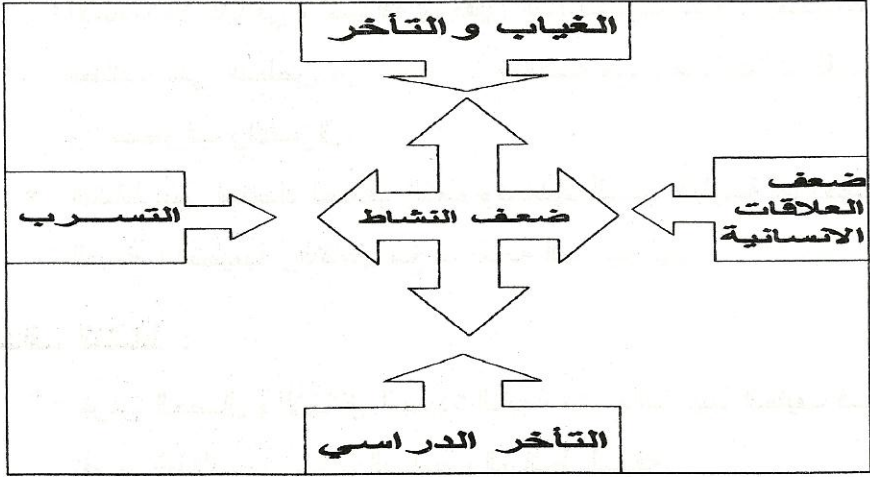 الغياب والتأخر
ضعف
العلاقات
الانسانية
ضعف النشاط
التسرب
التأخر الدراسي